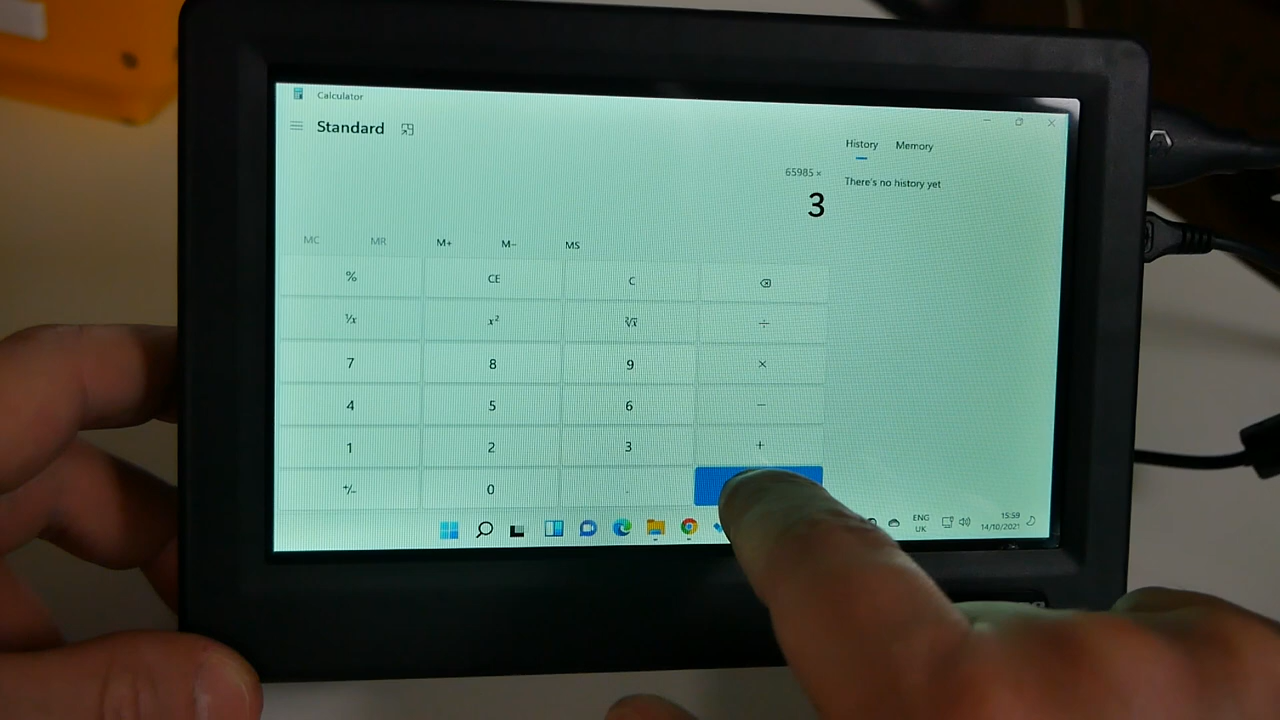 Calculator
Standard
History Memory
65985 ×
There's no history yet
3
MC MR M+ M− MS
% CE C
¹/x x² ²√x ÷
7 8 9 ×
4 5 6 −
1 2 3 +
+/− 0 .
ENG
UK
15:59
14/10/2021